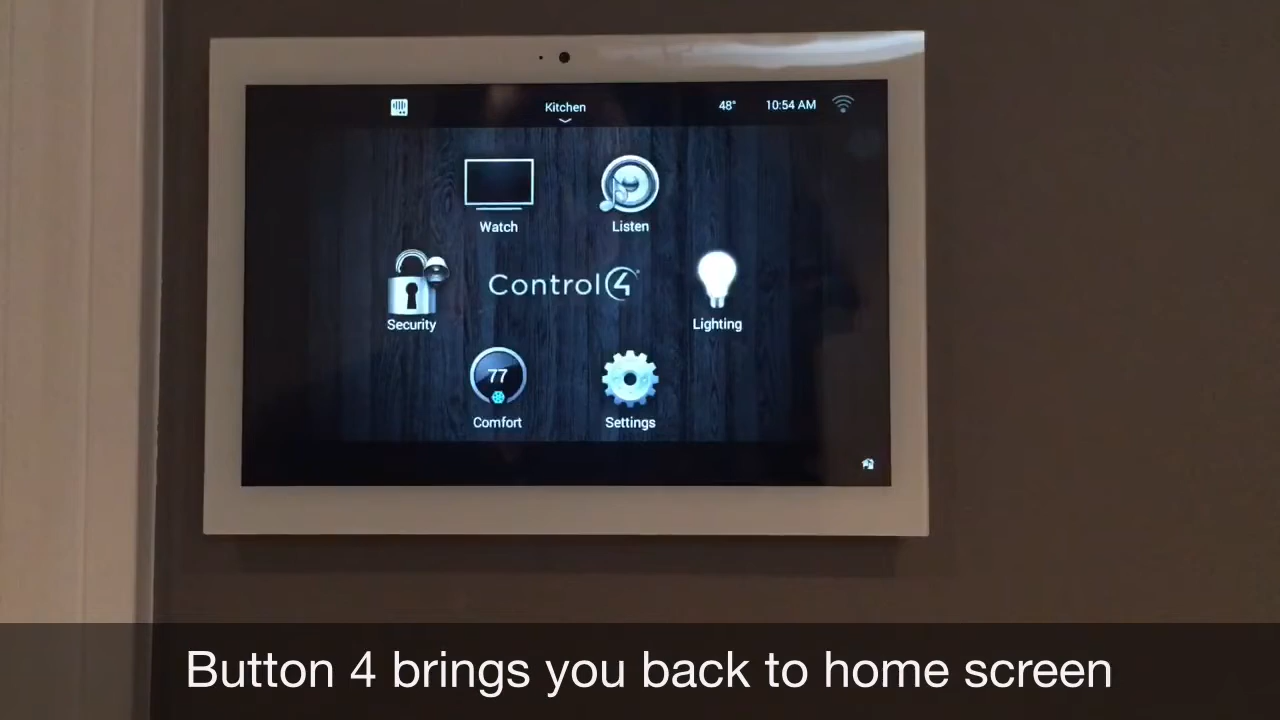 Kitchen
48°
10:54 AM
Watch
Listen
Control4
Security
Lighting
77
Comfort
Settings
Button 4 brings you back to home screen